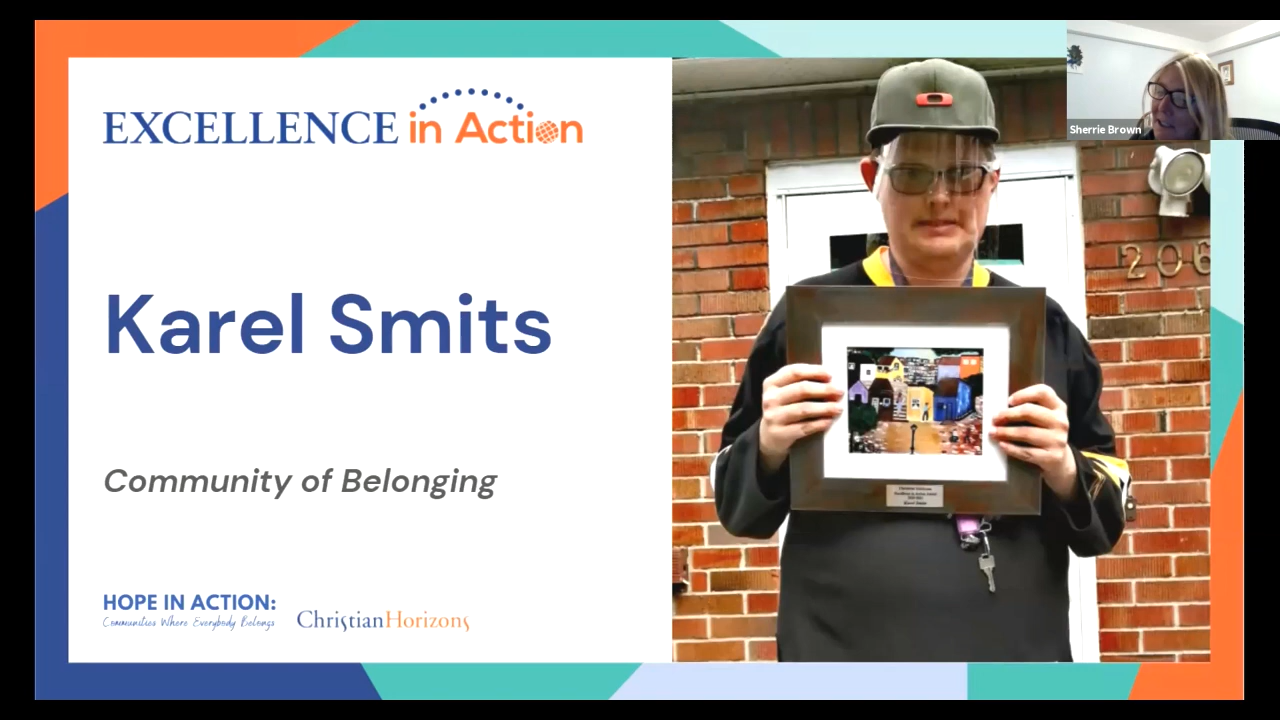 EXCELLENCE in Action
Karel Smits
Community of Belonging
HOPE IN ACTION:
Communities Where Everybody Belongs
ChristianHorizons
Sherrie Brown
206